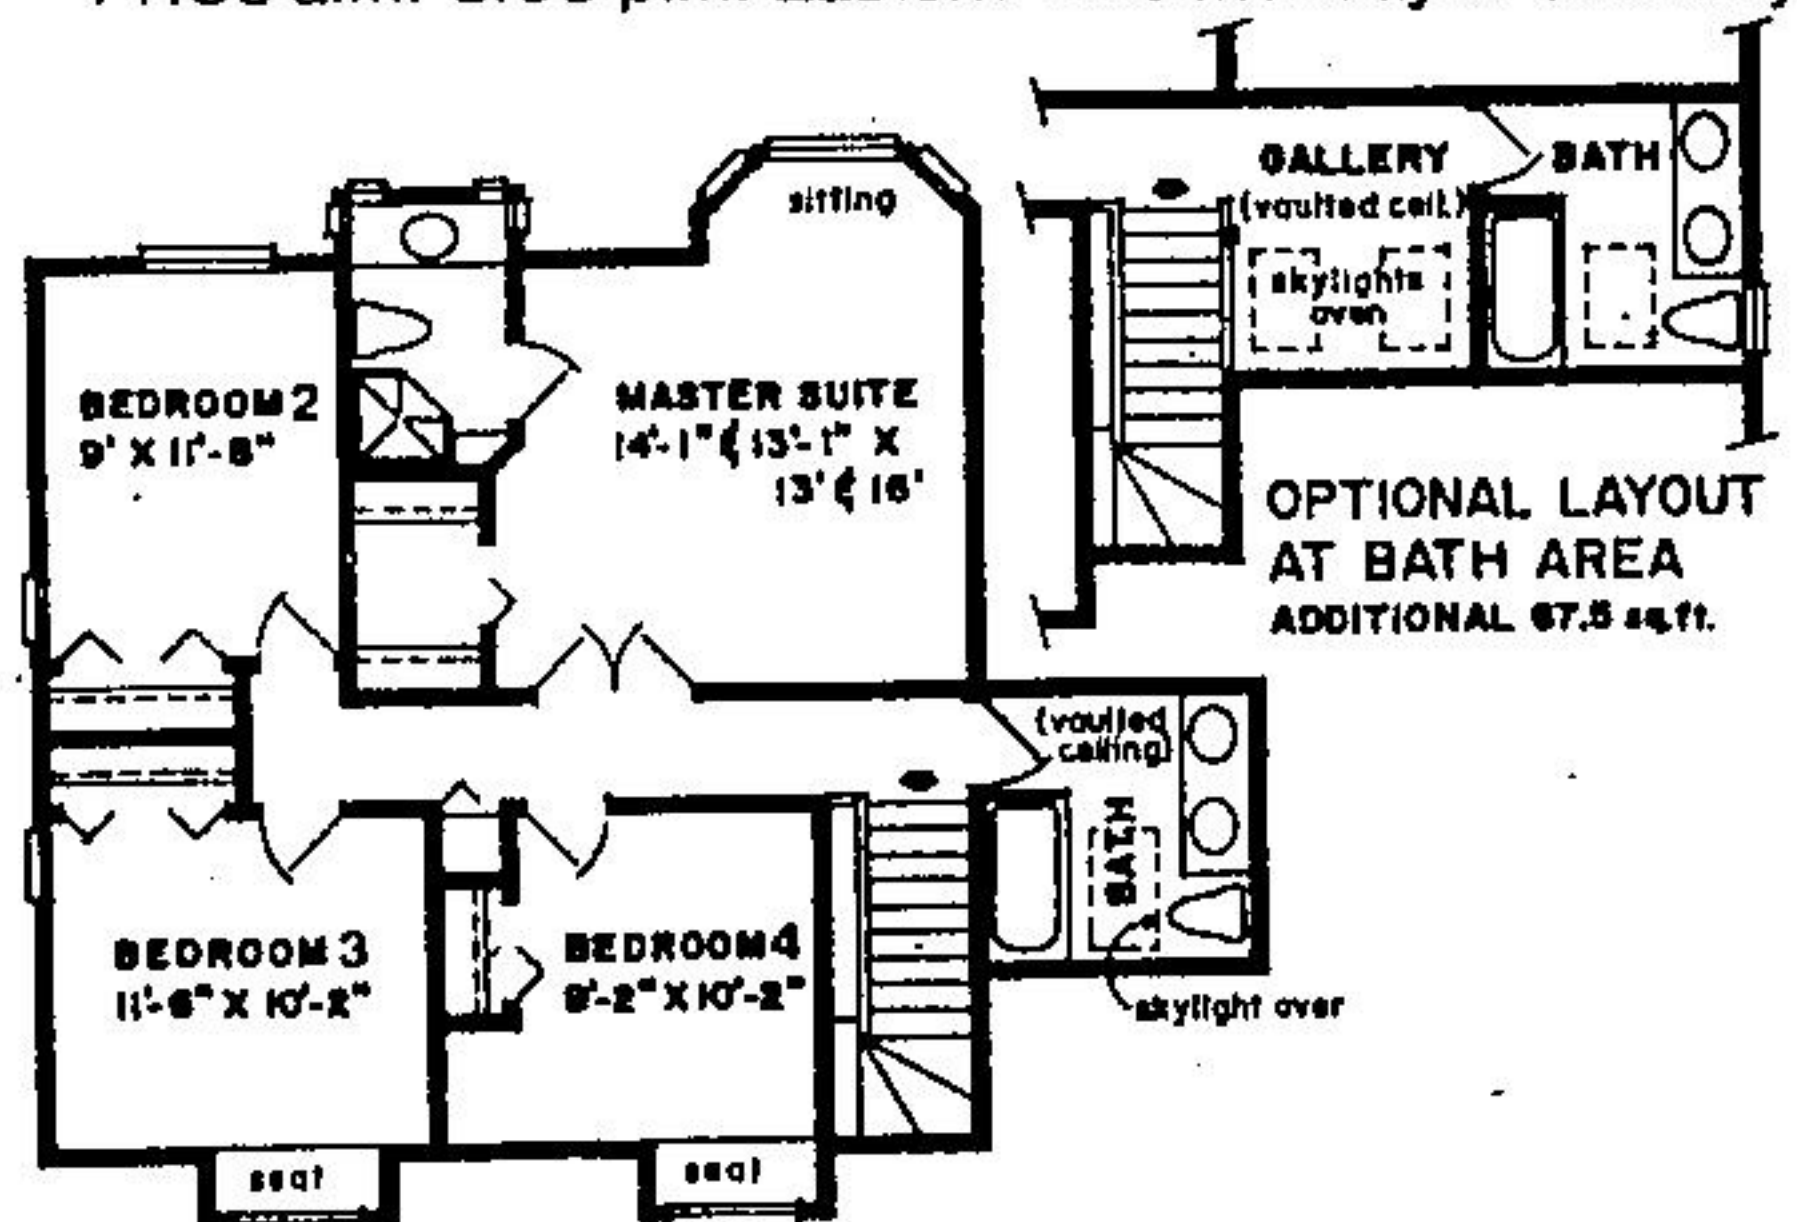 sitting
BEDROOM 2
9' X 11'-8"
MASTER SUITE
14'-1" & 13'-1" X
13' & 16'
GALLERY
(vaulted ceil.)
skylights
over
BATH
OPTIONAL LAYOUT
AT BATH AREA
ADDITIONAL 67.5 sq.ft.
(vaulted
ceiling)
BATH
skylight over
BEDROOM 3
11'-6" X 10'-2"
BEDROOM 4
9'-2" X 10'-2"
seat
seat